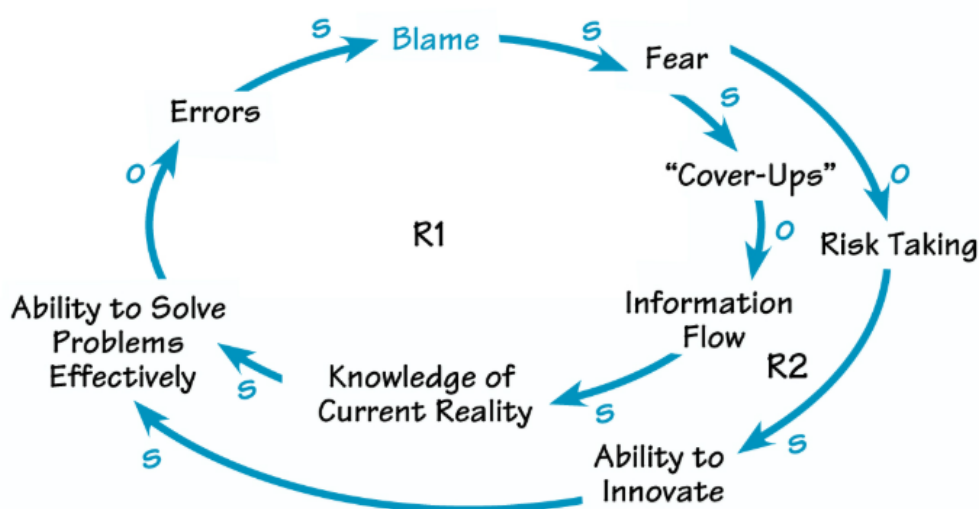 S
Blame
S
Fear
S
Errors
O
"Cover-Ups"
O
R1
O
Risk Taking
Ability to Solve
Problems
Effectively
Information
Flow
R2
S
Knowledge of
Current Reality
S
S
S
Ability to
Innovate